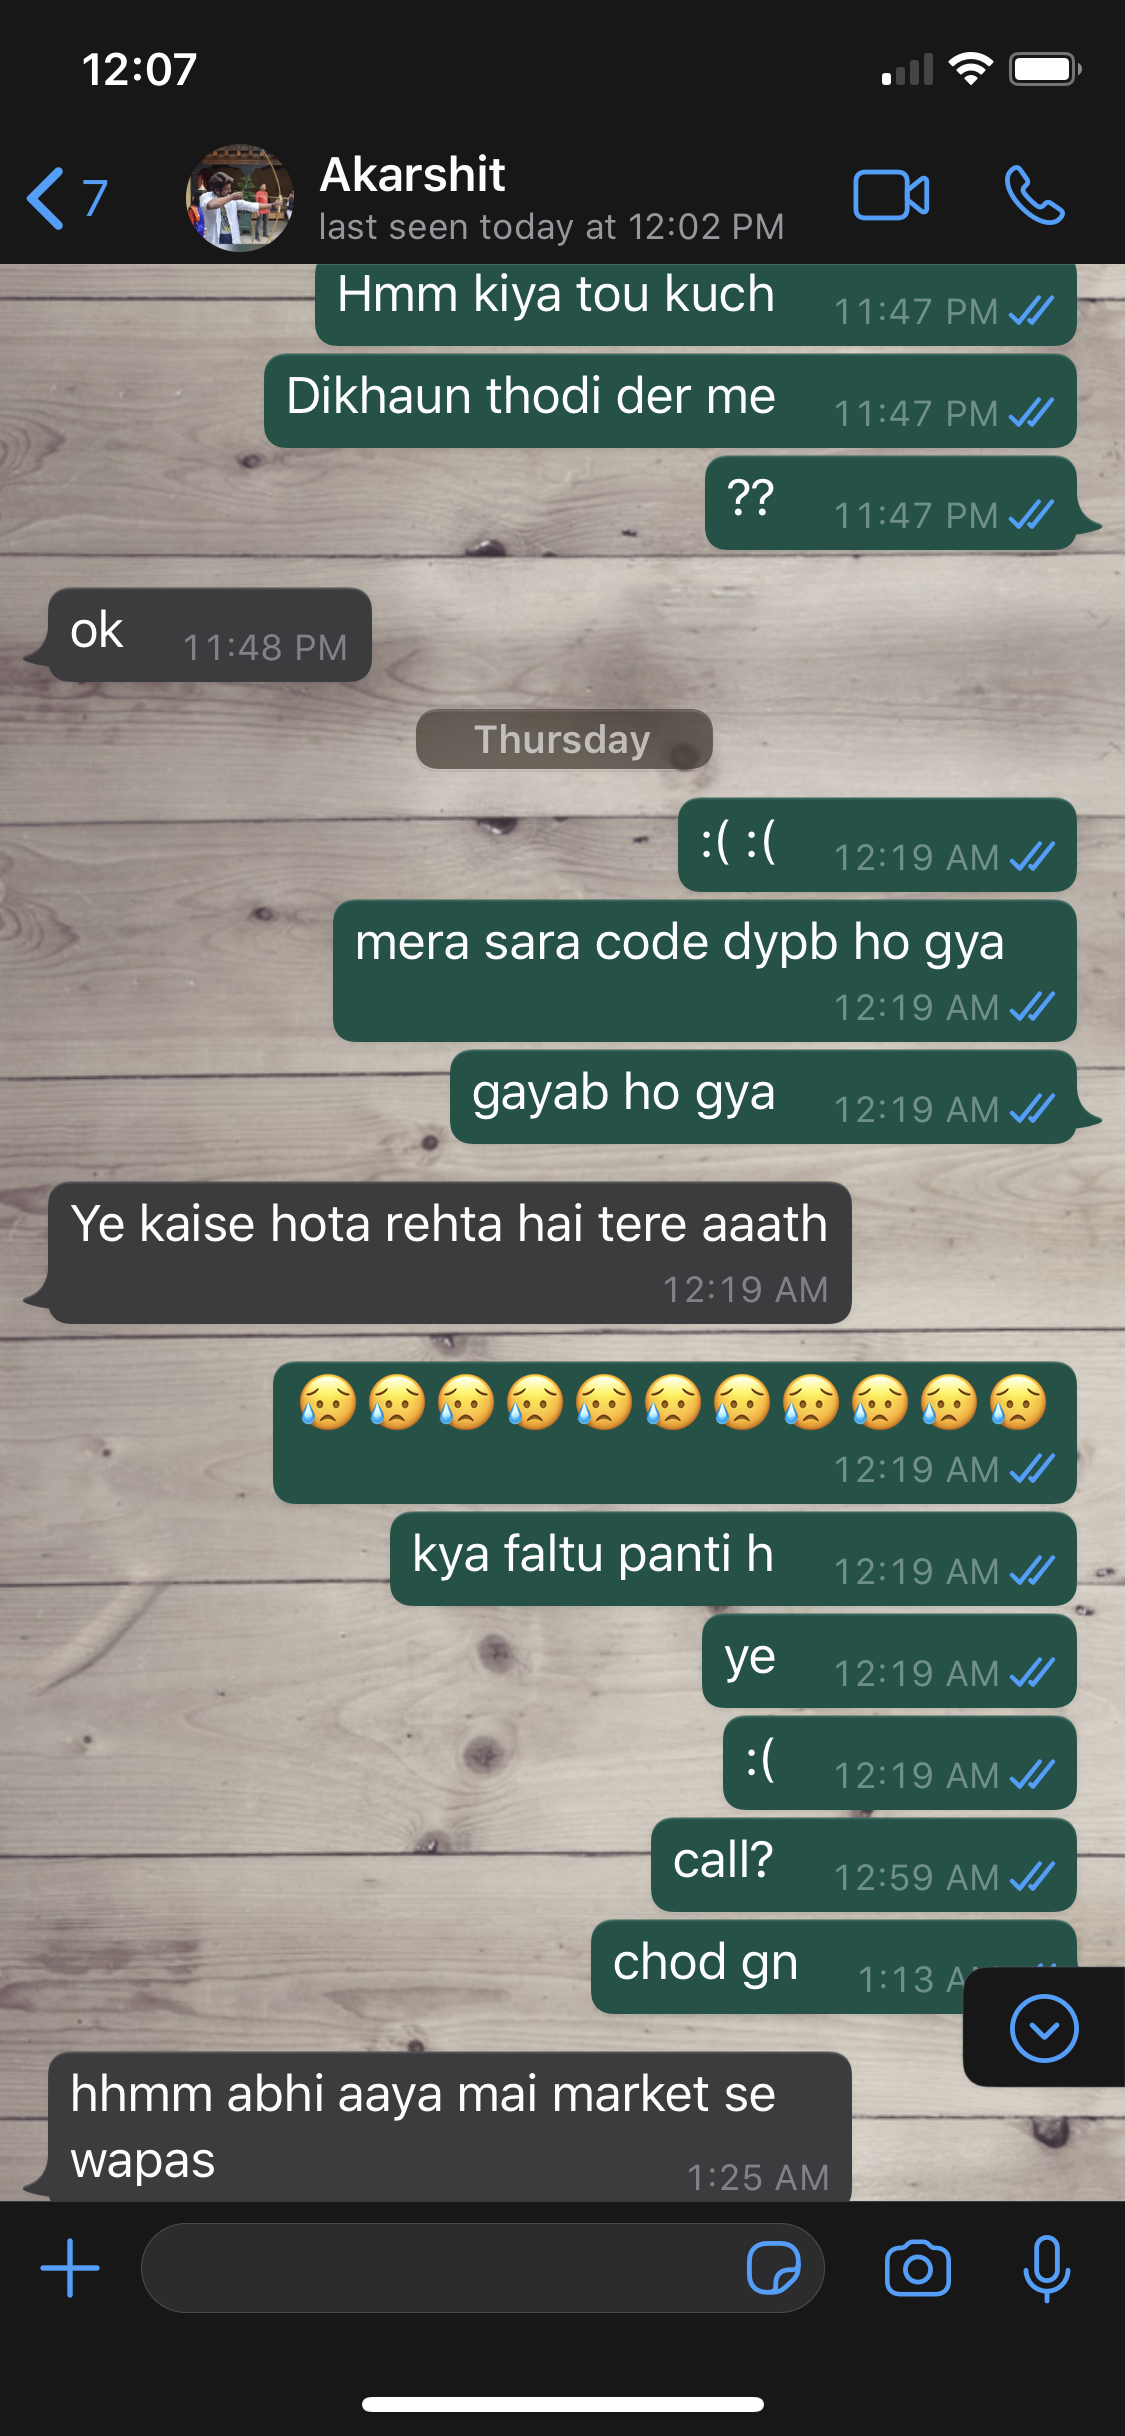 12:07
7
Akarshit
last seen today at 12:02 PM
Hmm kiya tou kuch 11:47 PM
Dikhaun thodi der me 11:47 PM
?? 11:47 PM
ok 11:48 PM
Thursday
:( :( 12:19 AM
mera sara code dypb ho gya
12:19 AM
gayab ho gya 12:19 AM
Ye kaise hota rehta hai tere aaath
12:19 AM
😥😥😥😥😥😥😥😥😥😥😥
12:19 AM
kya faltu panti h 12:19 AM
ye 12:19 AM
:( 12:19 AM
call? 12:59 AM
chod gn 1:13 A
hhmm abhi aaya mai market se
wapas 1:25 AM